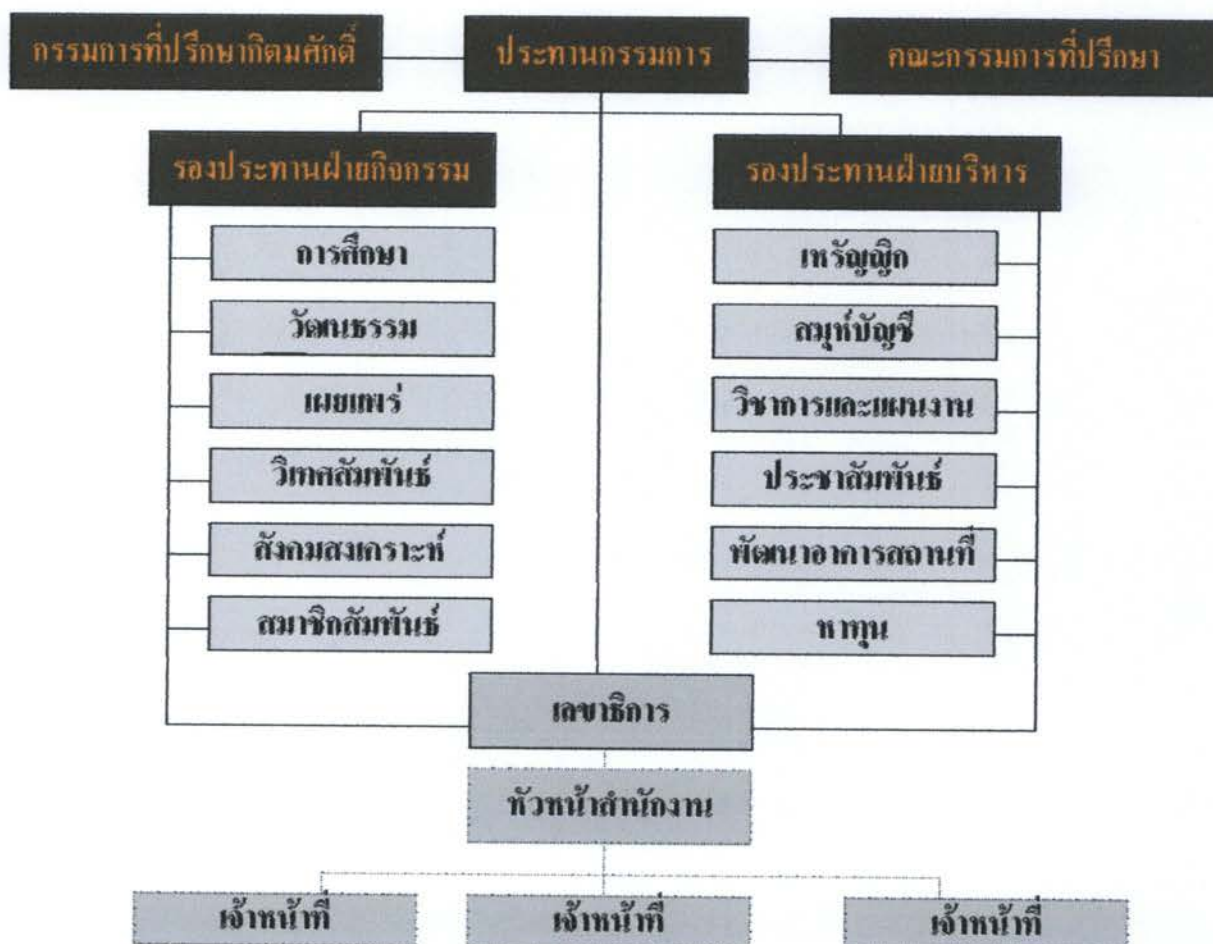 กรรมการที่ปรึกษากิตมศักดิ์
ประทานกรรมการ
คณะกรรมการที่ปรึกษา
รองประทานฝ่ายกิจกรรม
รองประทานฝ่ายบริหาร
การศึกษา
เหรัญญิก
วัฒนธรรม
สมุห์บัญชี
เผยแพร่
วิชาการและแผนงาน
วิเทศสัมพันธ์
ประชาสัมพันธ์
สังคมสงเคราะห์
พัฒนาอาคารสถานที่
สมาชิกสัมพันธ์
หาทุน
เลขาธิการ
หัวหน้าสำนักงาน
เจ้าหน้าที่
เจ้าหน้าที่
เจ้าหน้าที่